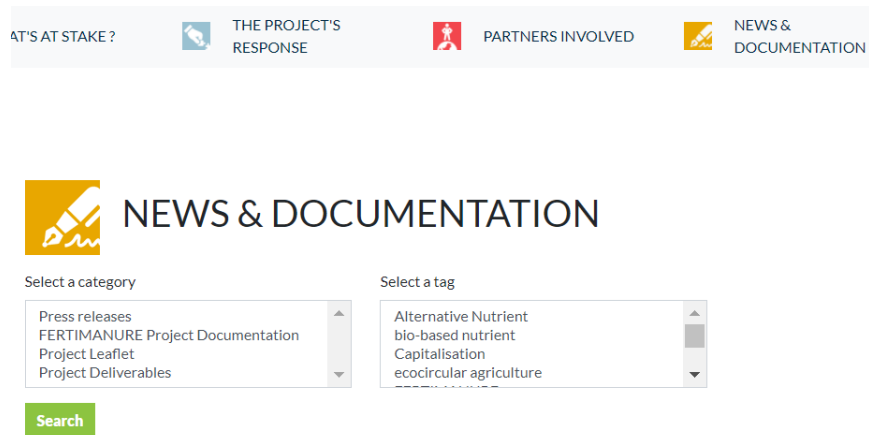 AT'S AT STAKE ?
THE PROJECT'S
RESPONSE
PARTNERS INVOLVED
NEWS &
DOCUMENTATION
NEWS & DOCUMENTATION
Select a category
Select a tag
Press releases
FERTIMANURE Project Documentation
Project Leaflet
Project Deliverables
Alternative Nutrient
bio-based nutrient
Capitalisation
ecocircular agriculture
Search